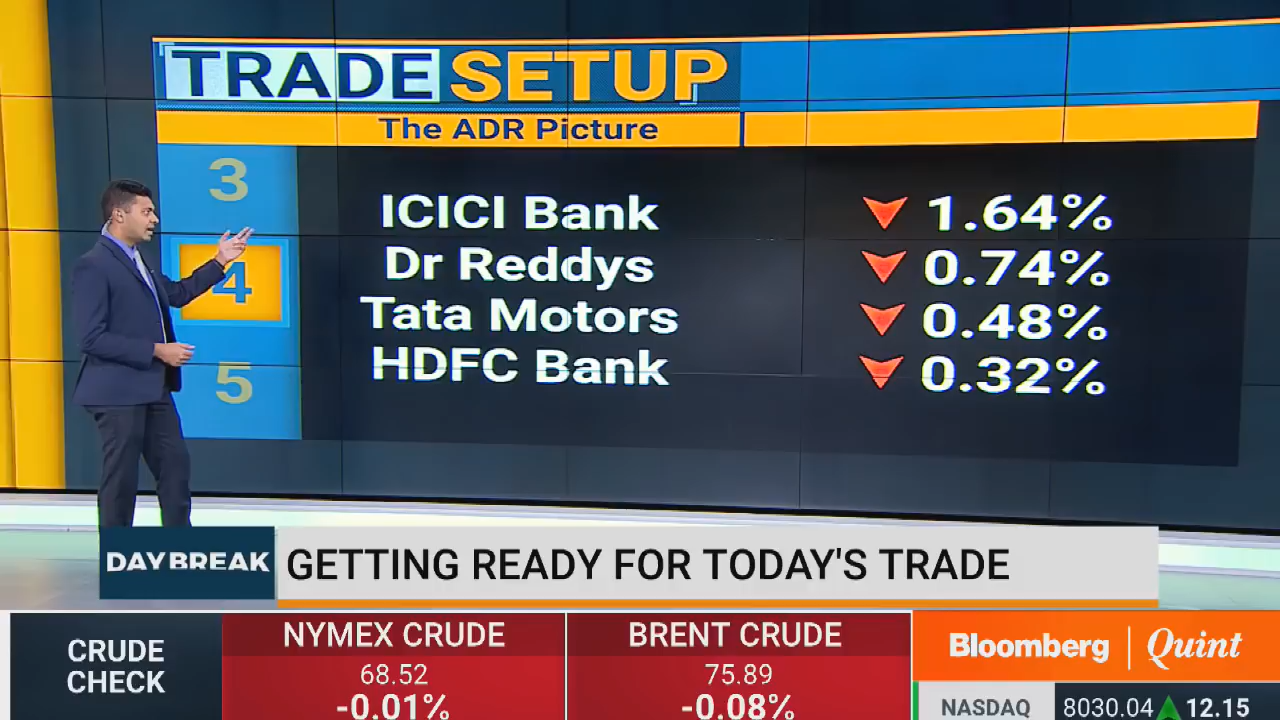 TRADE SETUP
The ADR Picture
3
4
5
ICICI Bank 1.64%
Dr Reddys 0.74%
Tata Motors 0.48%
HDFC Bank 0.32%
DAYBREAK GETTING READY FOR TODAY'S TRADE
CRUDE CHECK
NYMEX CRUDE
68.52
-0.01%
BRENT CRUDE
75.89
-0.08%
Bloomberg | Quint
NASDAQ 8030.04 12.15